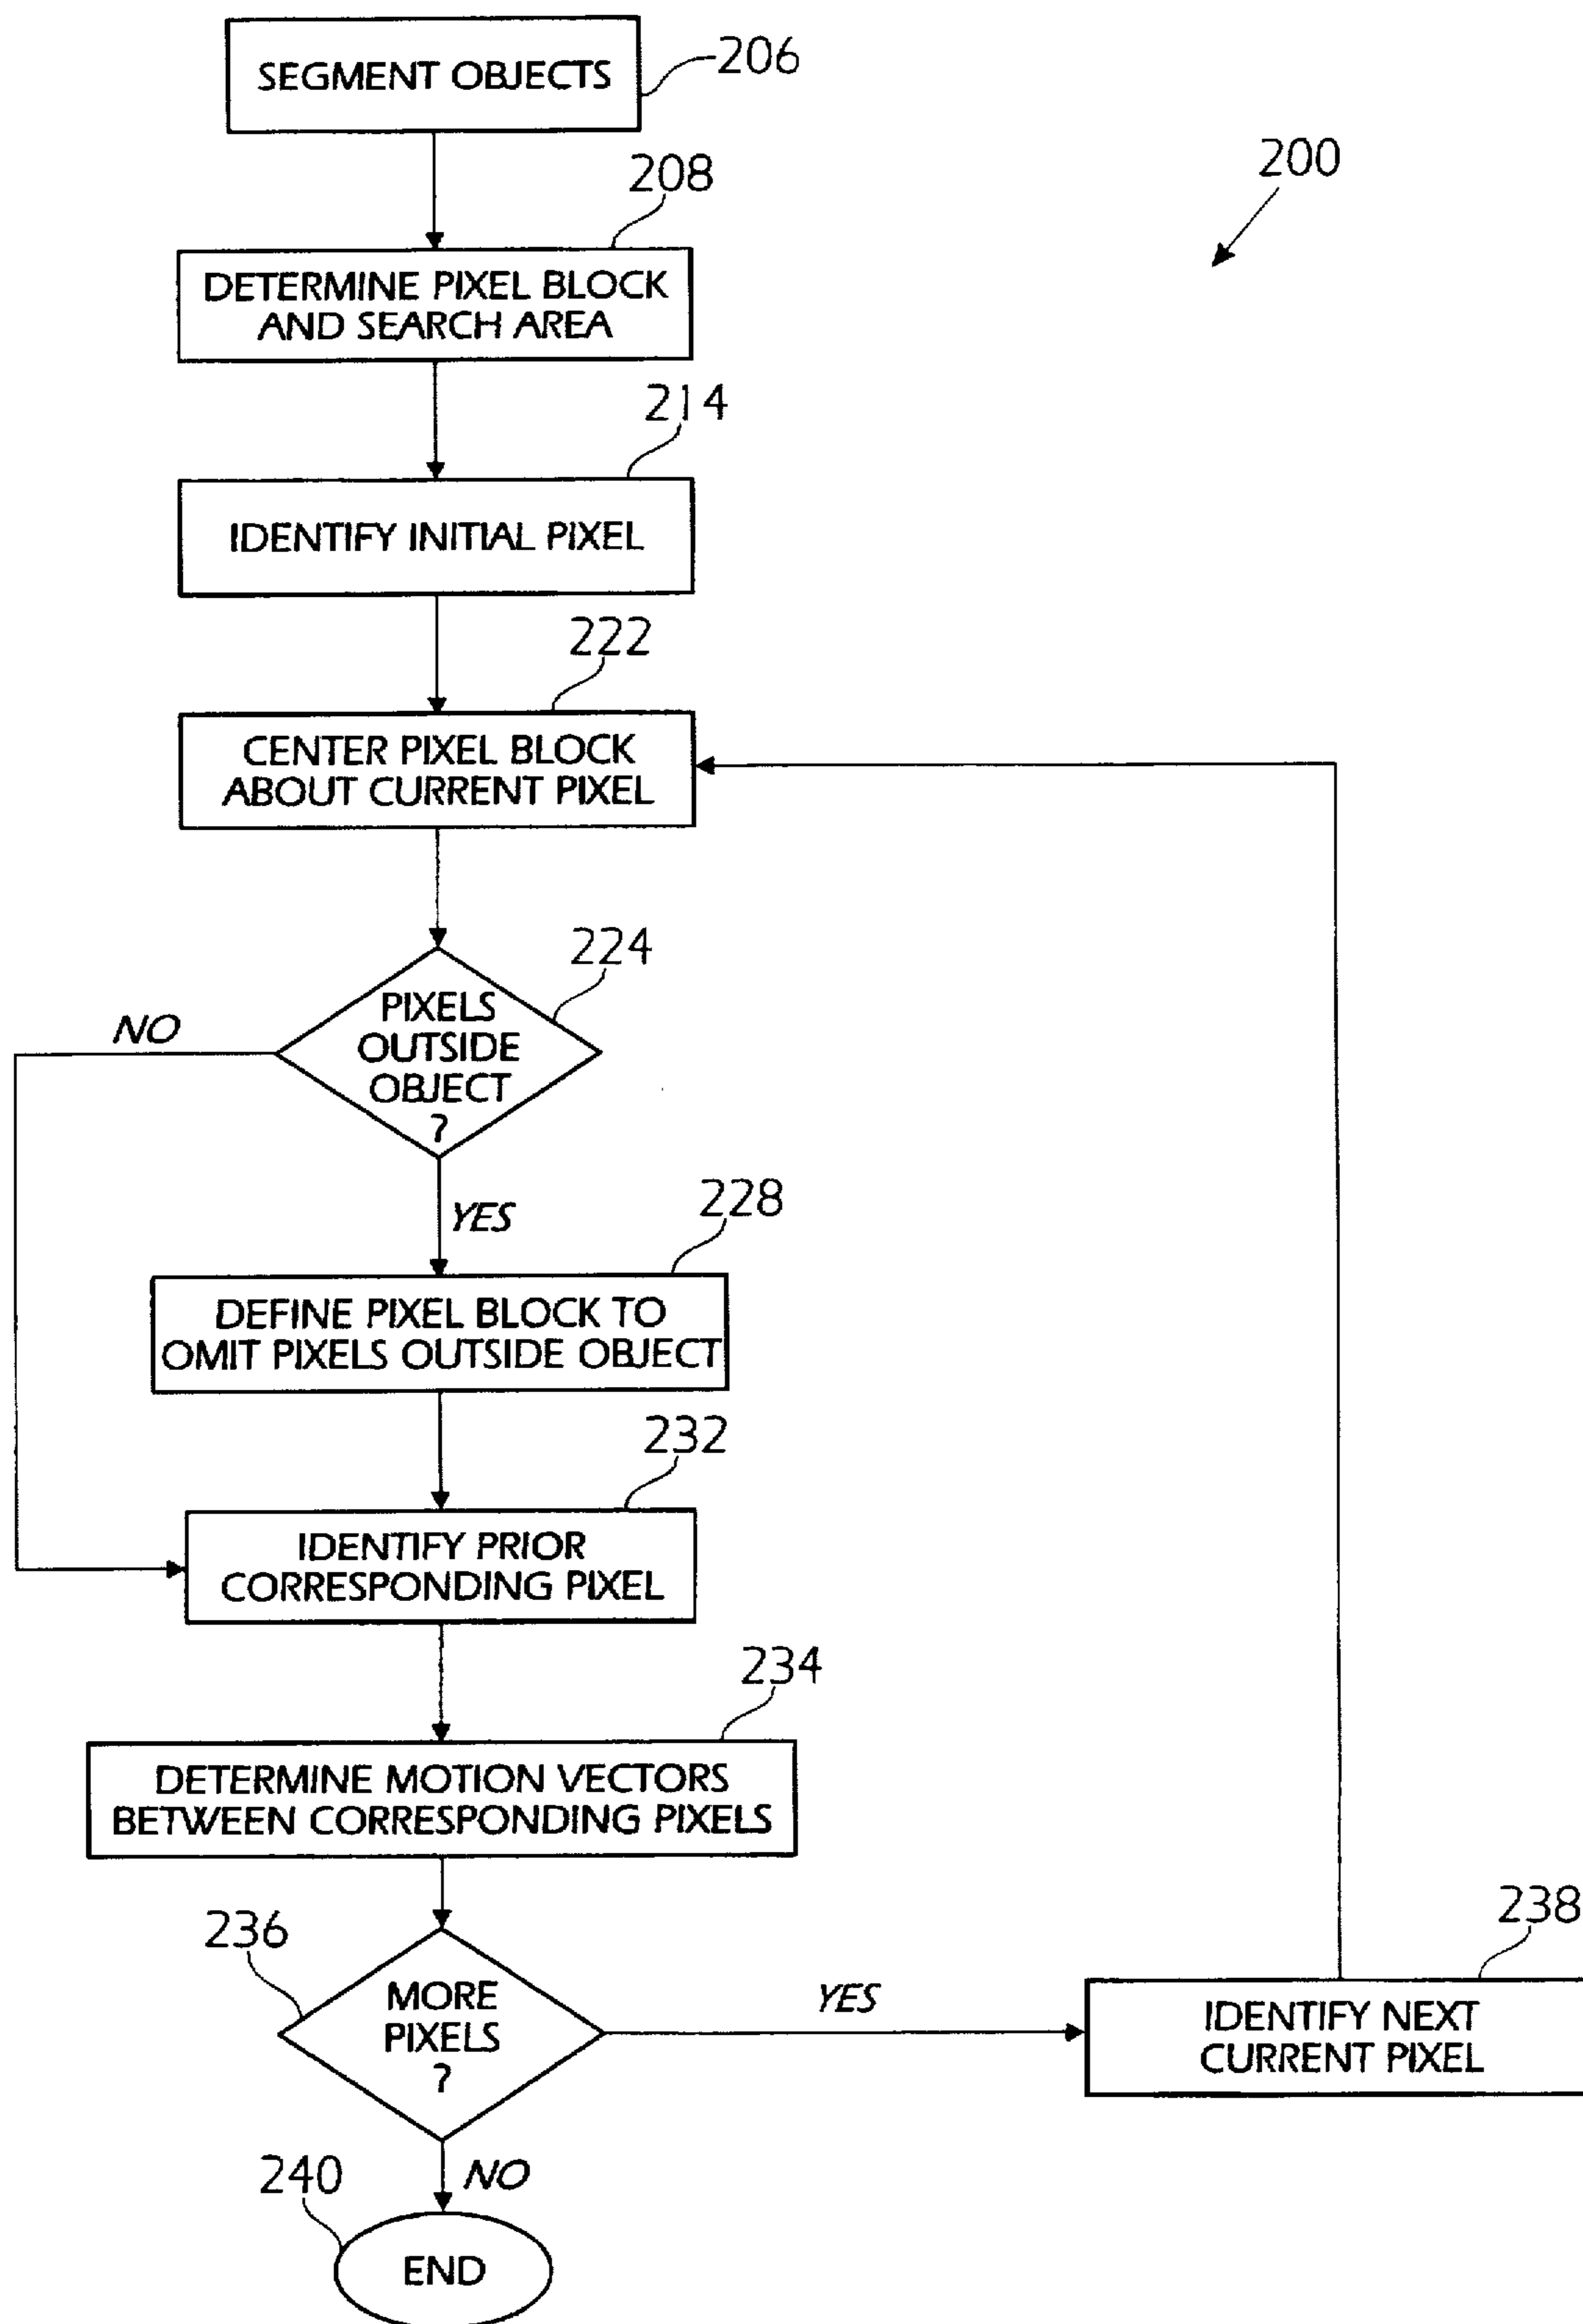 SEGMENT OBJECTS
206
200
208
DETERMINE PIXEL BLOCK
AND SEARCH AREA
214
IDENTIFY INITIAL PIXEL
222
CENTER PIXEL BLOCK
ABOUT CURRENT PIXEL
224
PIXELS
OUTSIDE
OBJECT
?
NO
YES
228
DEFINE PIXEL BLOCK TO
OMIT PIXELS OUTSIDE OBJECT
232
IDENTIFY PRIOR
CORRESPONDING PIXEL
234
DETERMINE MOTION VECTORS
BETWEEN CORRESPONDING PIXELS
236
MORE
PIXELS
?
YES
238
IDENTIFY NEXT
CURRENT PIXEL
NO
240
END